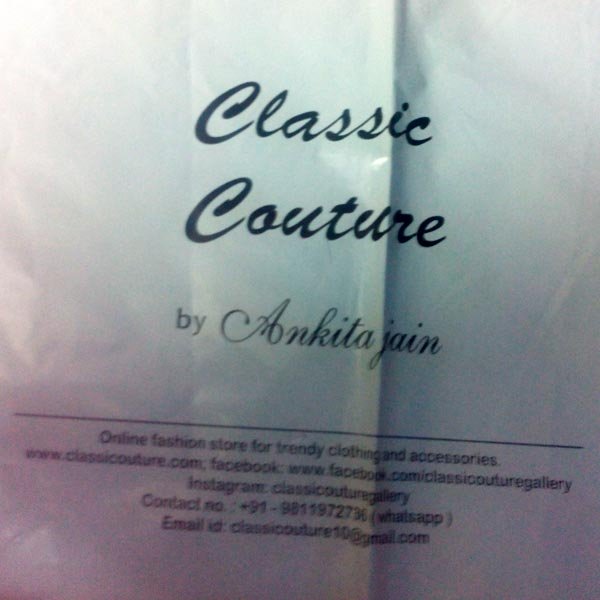 Classic
Couture
by Ankita jain
Online fashion store for trendy clothing and accessories.
www.classicouture.com; facebook: www.facebook.com/classicouturegallery
Instagram: classicouturegallery
Contact no. : +91 - 9811972736 ( whatsapp )
Email id: classicouture10@gmail.com